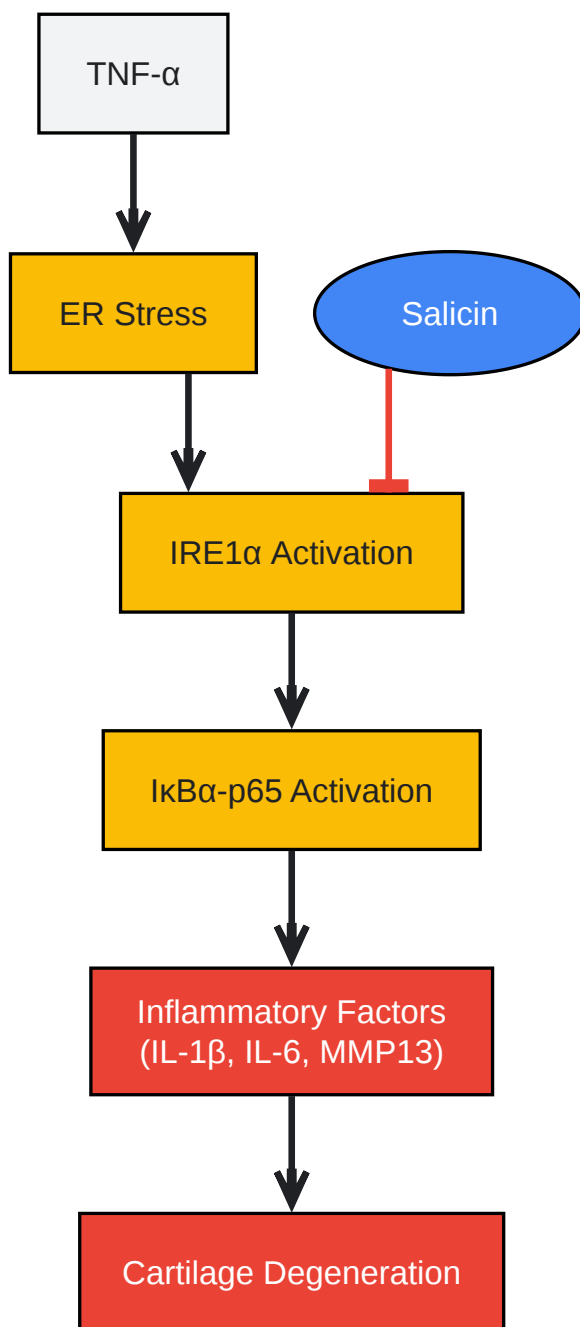 TNF-α
ER Stress
Salicin
IRE1α Activation
IκBα-p65 Activation
Inflammatory Factors
(IL-1β, IL-6, MMP13)
Cartilage Degeneration